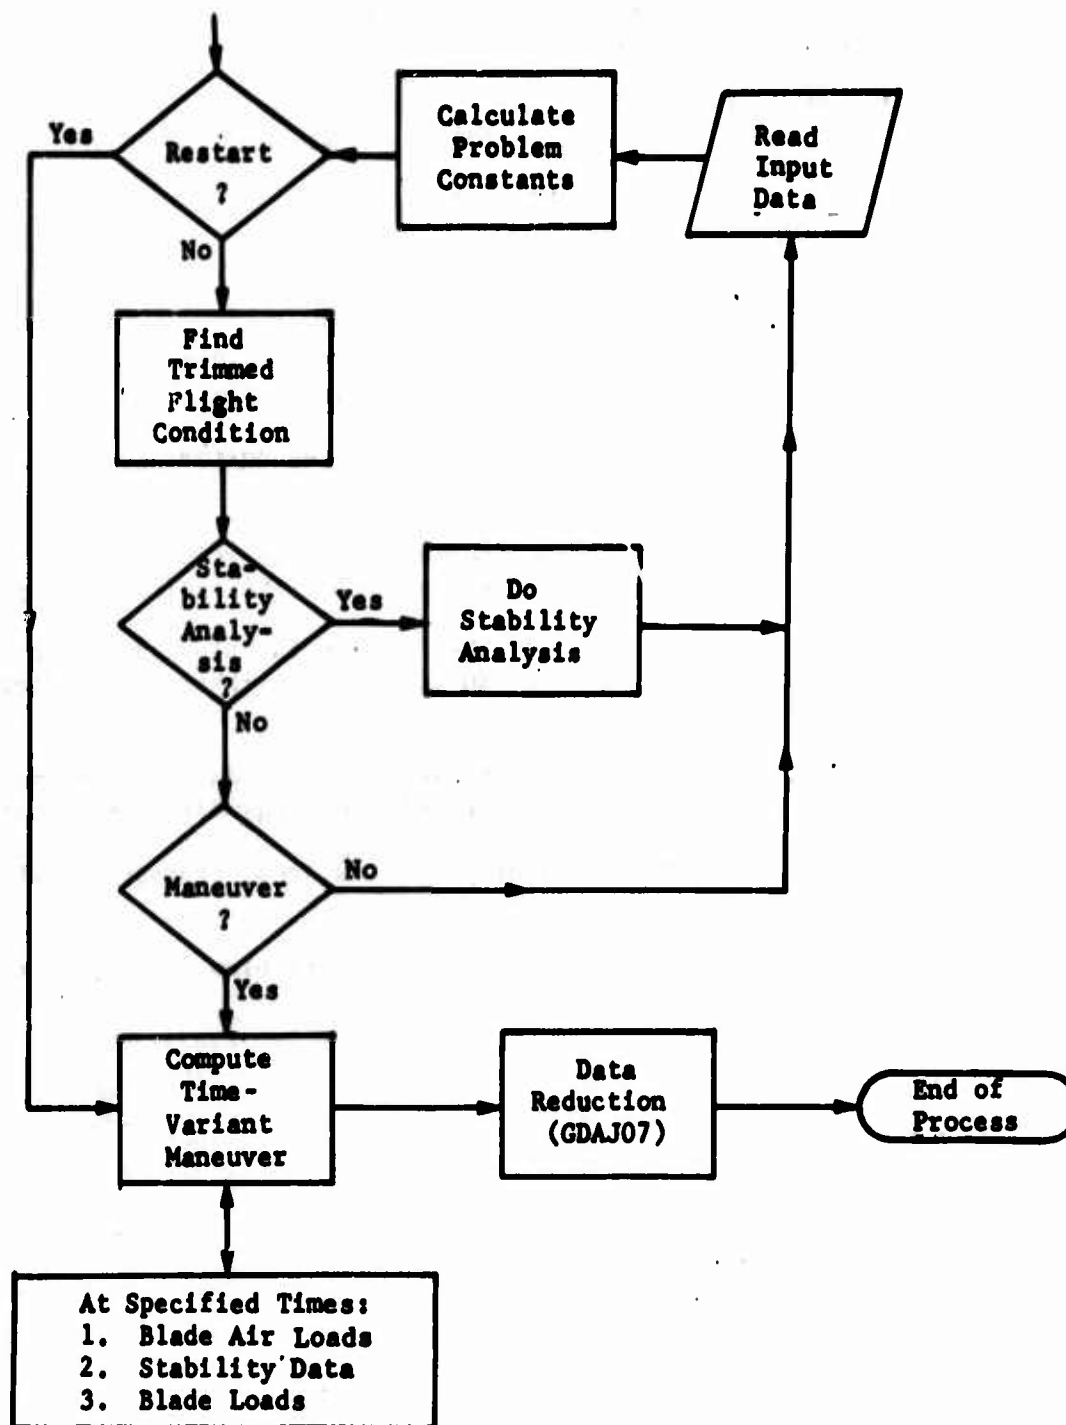 Yes
Restart
?
Calculate
Problem
Constants
Read
Input
Data
No
Find
Trimmed
Flight
Condition
Sta-
bility
Analy-
sis
?
Yes
Do
Stability
Analysis
No
Maneuver
?
No
Yes
Compute
Time-
Variant
Maneuver
Data
Reduction
(GDAJ07)
End of
Process
At Specified Times:
1. Blade Air Loads
2. Stability Data
3. Blade Loads